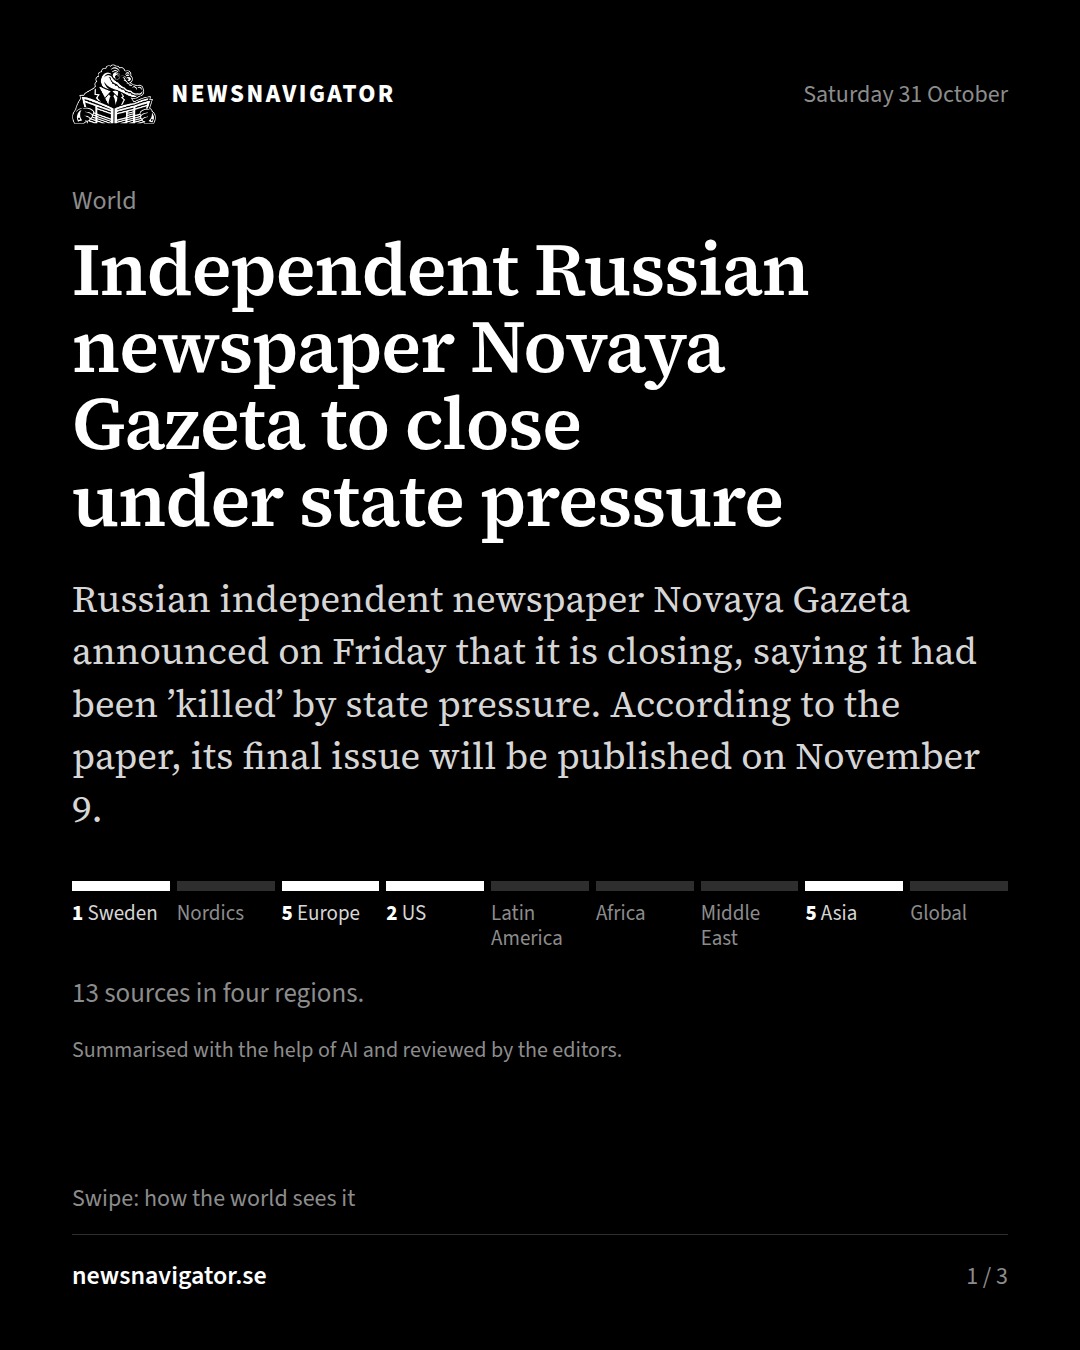 NEWSNAVIGATOR
Saturday 31 October
World
Independent Russian
newspaper Novaya
Gazeta to close
under state pressure
Russian independent newspaper Novaya Gazeta
announced on Friday that it is closing, saying it had
been ’killed’ by state pressure. According to the
paper, its final issue will be published on November
9.
1 Sweden
Nordics
5 Europe
2 US
Latin
America
Africa
Middle
East
5 Asia
Global
13 sources in four regions.
Summarised with the help of AI and reviewed by the editors.
Swipe: how the world sees it
newsnavigator.se
1 / 3